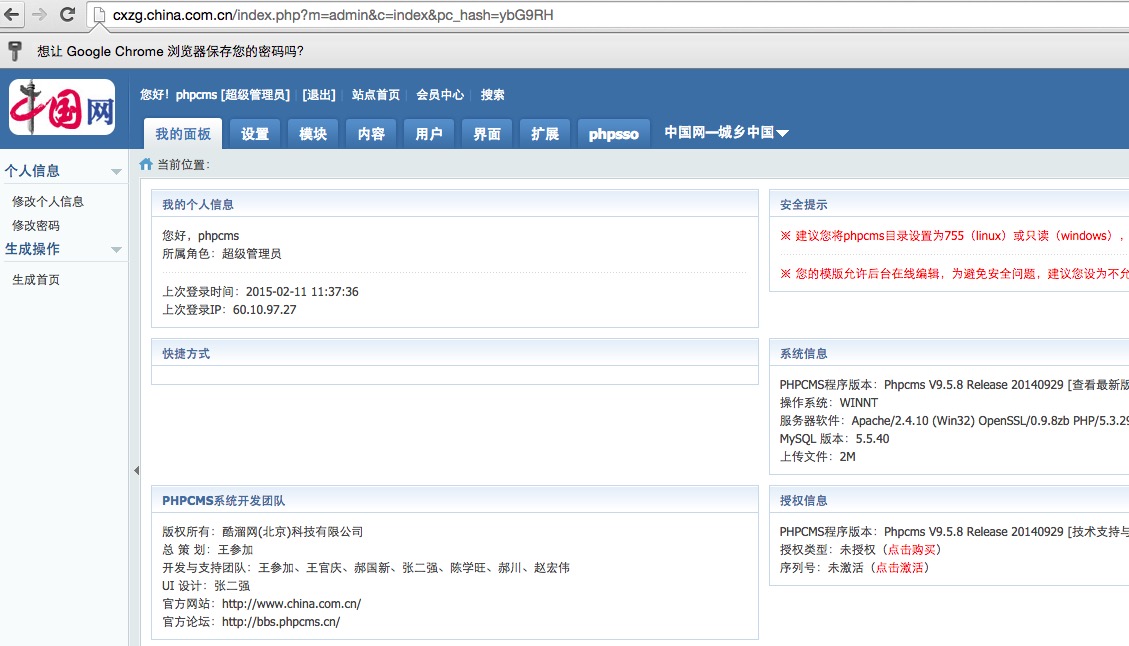 cxzg.china.com.cn/index.php?m=admin&c=index&pc_hash=ybG9RH
想让 Google Chrome 浏览器保存您的密码吗?
中国网
您好！phpcms [超级管理员] | [退出] | 站点首页 | 会员中心 | 搜索
我的面板 设置 模块 内容 用户 界面 扩展 phpsso 中国网—城乡中国
个人信息
修改个人信息
修改密码
生成操作
生成首页
当前位置：
我的个人信息
您好，phpcms
所属角色：超级管理员
上次登录时间：2015-02-11 11:37:36
上次登录IP：60.10.97.27
安全提示
※ 建议您将phpcms目录设置为755（linux）或只读（windows），
※ 您的模版允许后台在线编辑，为避免安全问题，建议您设为不允
快捷方式
系统信息
PHPCMS程序版本：Phpcms V9.5.8 Release 20140929 [查看最新版
操作系统：WINNT
服务器软件：Apache/2.4.10 (Win32) OpenSSL/0.9.8zb PHP/5.3.29
MySQL 版本：5.5.40
上传文件：2M
PHPCMS系统开发团队
版权所有：酷溜网(北京)科技有限公司
总 策 划：王参加
开发与支持团队：王参加、王官庆、郝国新、张二强、陈学旺、郝川、赵宏伟
UI 设计：张二强
官方网站：http://www.china.com.cn/
官方论坛：http://bbs.phpcms.cn/
授权信息
PHPCMS程序版本：Phpcms V9.5.8 Release 20140929 [技术支持与
授权类型：未授权（点击购买）
序列号：未激活（点击激活）